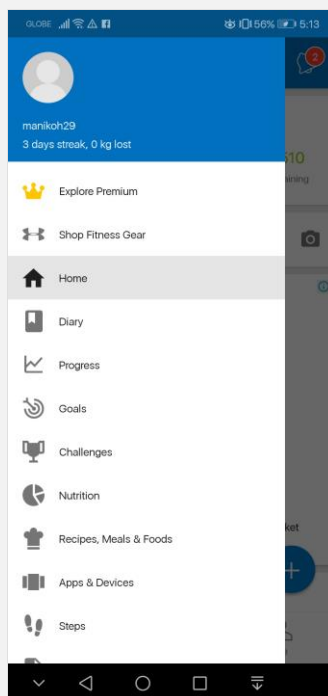 GLOBE 56% 5:13
2
manikoh29
3 days streak, 0 kg lost
Explore Premium
Shop Fitness Gear
Home
Diary
Progress
Goals
Challenges
Nutrition
Recipes, Meals & Foods
Apps & Devices
Steps